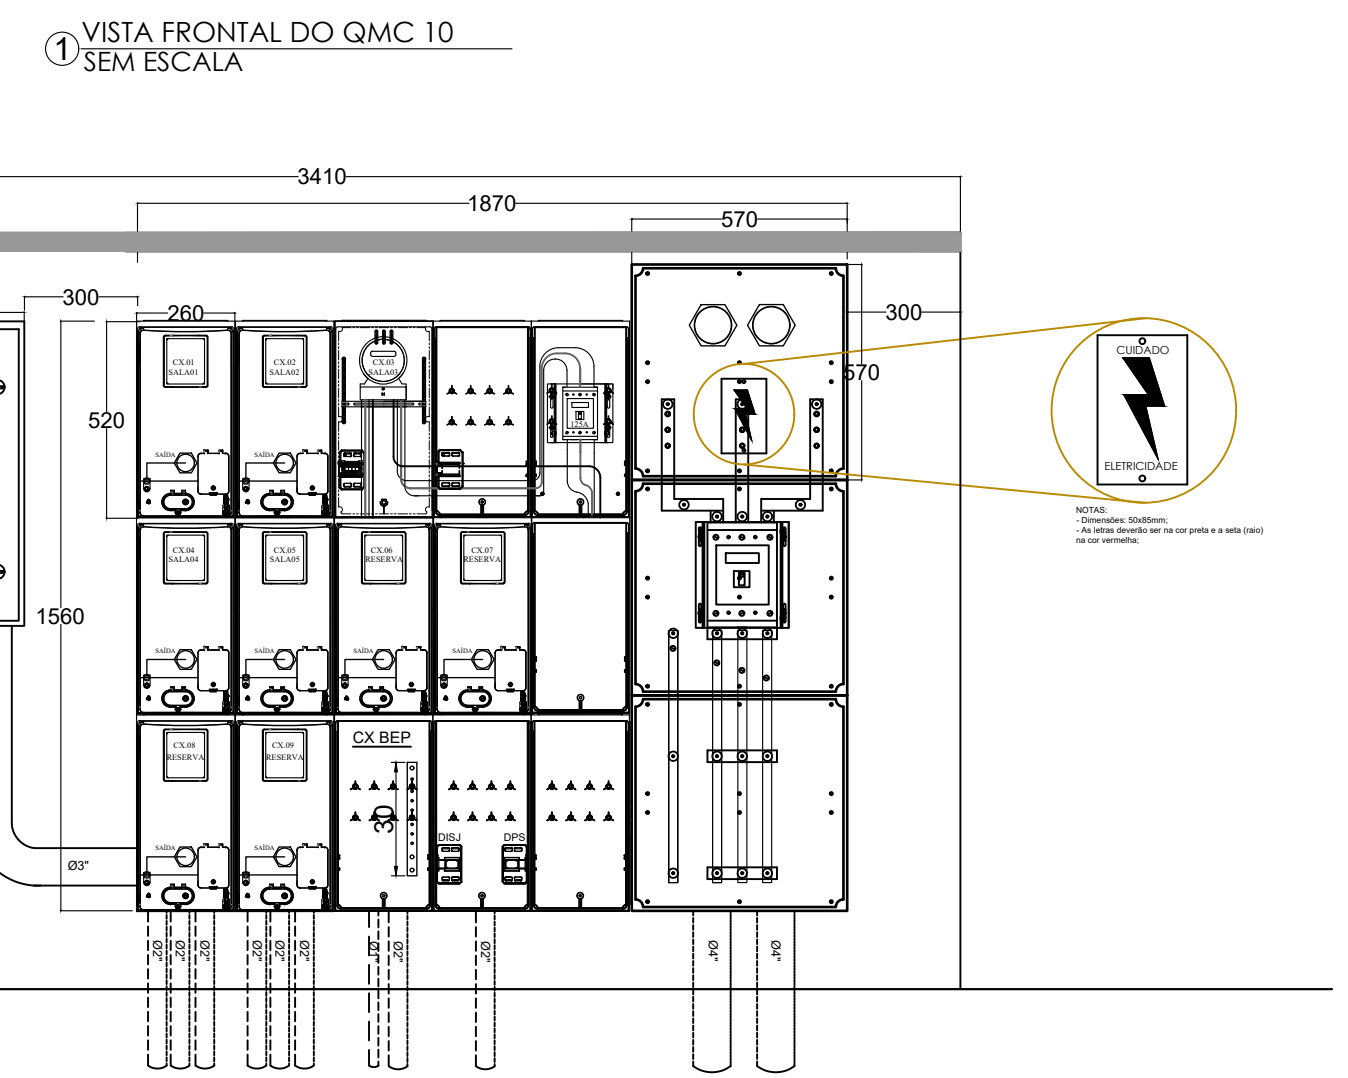 1
VISTA FRONTAL DO QMC 10
SEM ESCALA
3410
1870
570
300
260
300
570
520
1560
CX.01
SALA01
CX.02
SALA02
CX.03
SALA03
125A
SAÍDA
SAÍDA
CUIDADO
ELETRICIDADE
NOTAS:
- Dimensões: 50x85mm;
- As letras deverão ser na cor preta e a seta (raio)
na cor vermelha;
CX.04
SALA04
CX.05
SALA05
CX.06
RESERVA
CX.07
RESERVA
SAÍDA
SAÍDA
SAÍDA
SAÍDA
CX.08
RESERVA
CX.09
RESERVA
CX BEP
30
DISJ
DPS
SAÍDA
SAÍDA
Ø3"
Ø2"
Ø2"
Ø2"
Ø2"
Ø2"
Ø2"
Ø1"
Ø2"
Ø2"
Ø4"
Ø4"